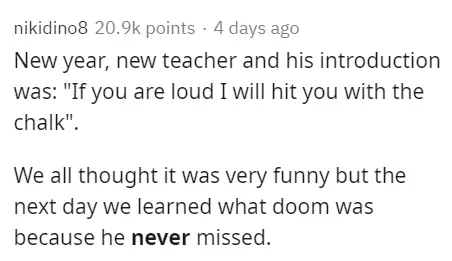 nikidino8 20.9k points · 4 days ago
New year, new teacher and his introduction
was: "If you are loud I will hit you with the
chalk".
We all thought it was very funny but the
next day we learned what doom was
because he never missed.